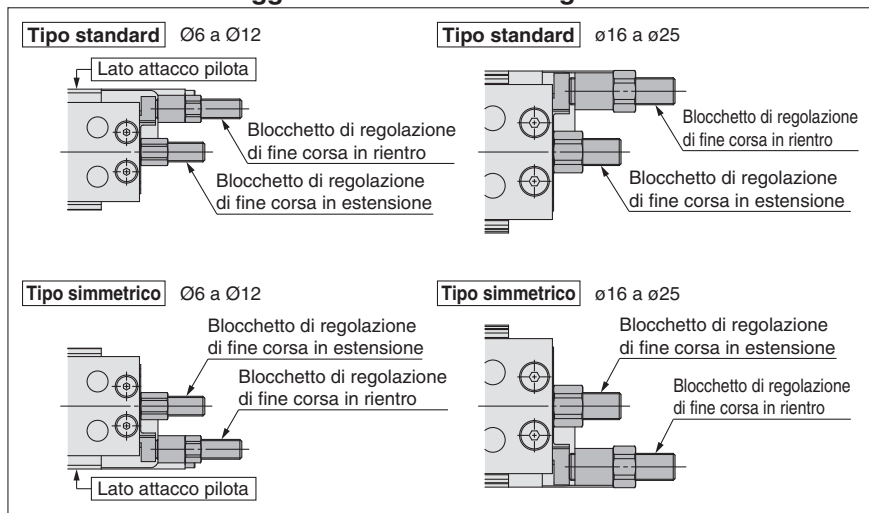 Tipo standard Ø6 a Ø12
Lato attacco pilota
Blocchetto di regolazione
di fine corsa in rientro
Blocchetto di regolazione
di fine corsa in estensione
Tipo standard ø16 a ø25
Blocchetto di regolazione
di fine corsa in rientro
Blocchetto di regolazione
di fine corsa in estensione
Tipo simmetrico Ø6 a Ø12
Blocchetto di regolazione
di fine corsa in estensione
Blocchetto di regolazione
di fine corsa in rientro
Lato attacco pilota
Tipo simmetrico ø16 a ø25
Blocchetto di regolazione
di fine corsa in estensione
Blocchetto di regolazione
di fine corsa in rientro